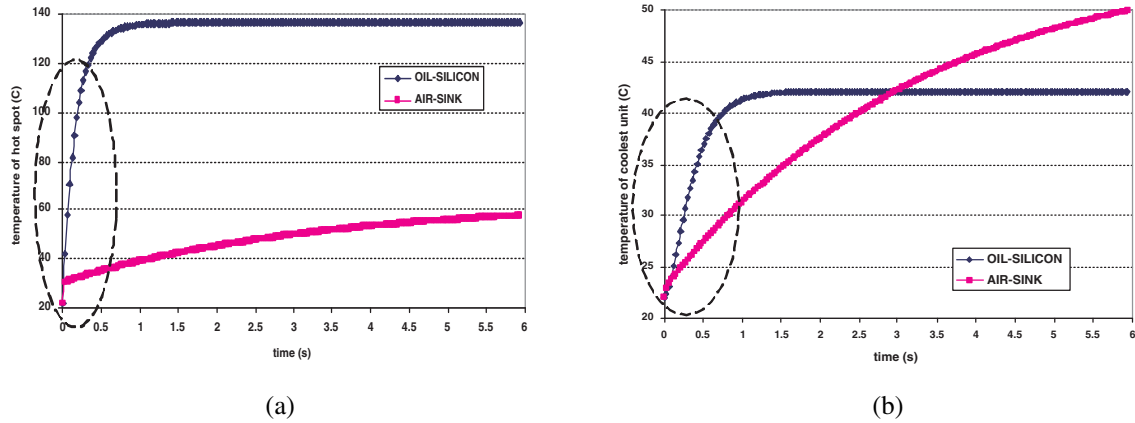 140
120
100
80
60
40
20
temperature of hot spot (C)
OIL-SILICON
AIR-SINK
0 0.5 1 1.5 2 2.5 3 3.5 4 4.5 5 5.5 6
time (s)
(a)
50
45
40
35
30
25
20
temperature of coolest unit (C)
OIL-SILICON
AIR-SINK
0 0.5 1 1.5 2 2.5 3 3.5 4 4.5 5 5.5 6
time (s)
(b)